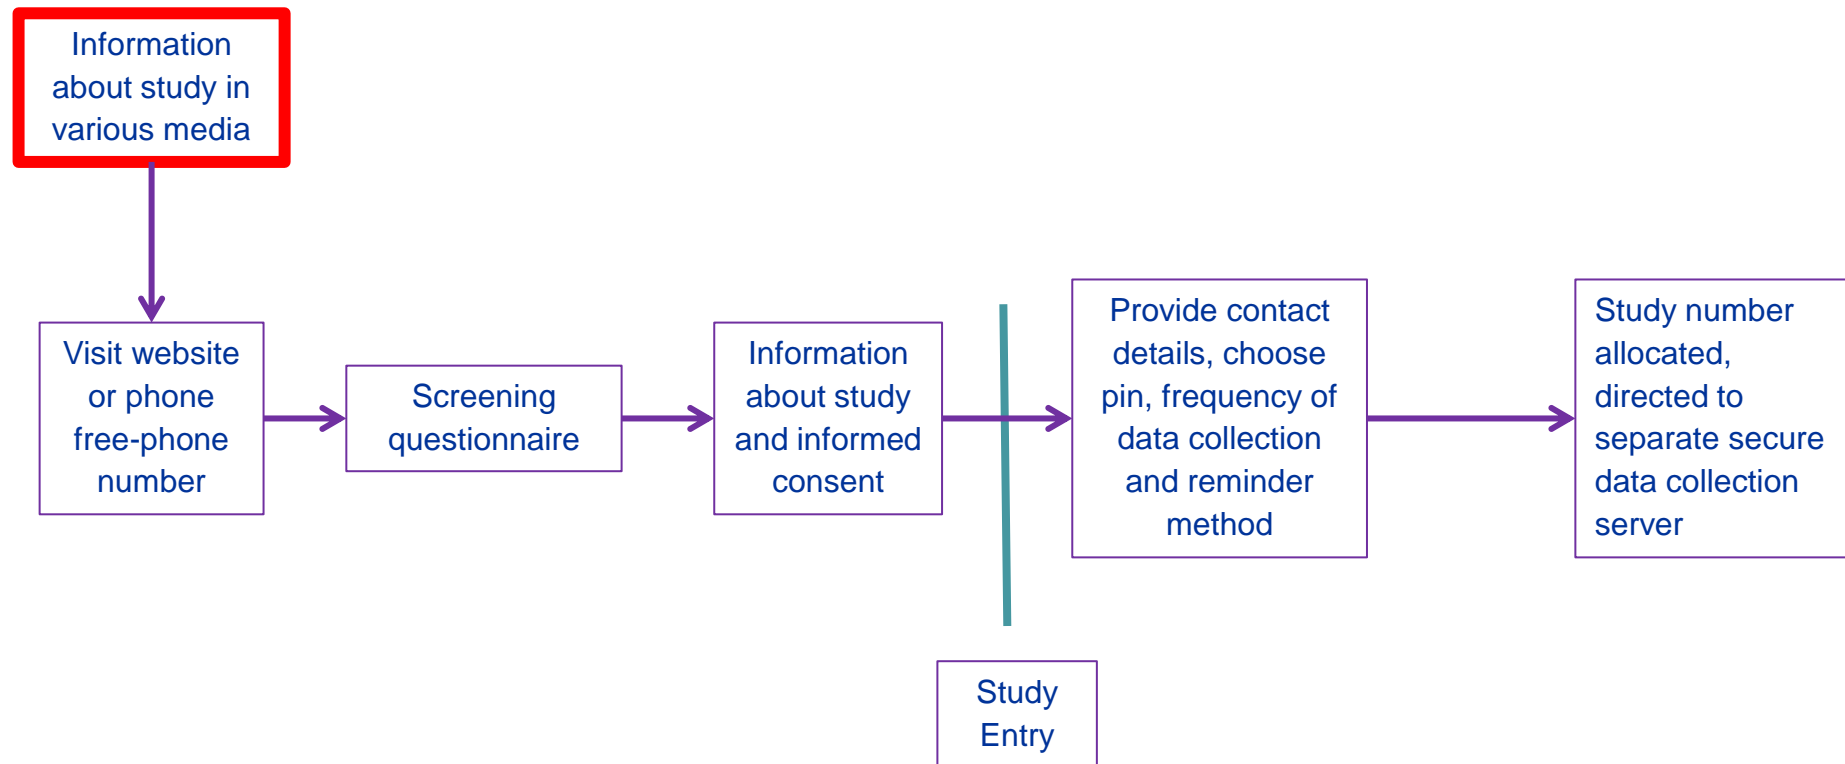 Information
about study in
various media
Visit website
or phone
free-phone
number
Screening
questionnaire
Information
about study
and informed
consent
Provide contact
details, choose
pin, frequency of
data collection
and reminder
method
Study number
allocated,
directed to
separate secure
data collection
server
Study
Entry